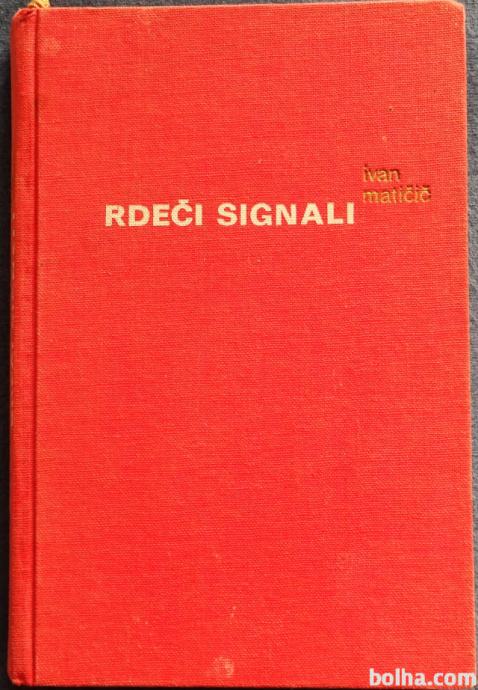 ivan
matičič
RDEČI SIGNALI
bolha.com